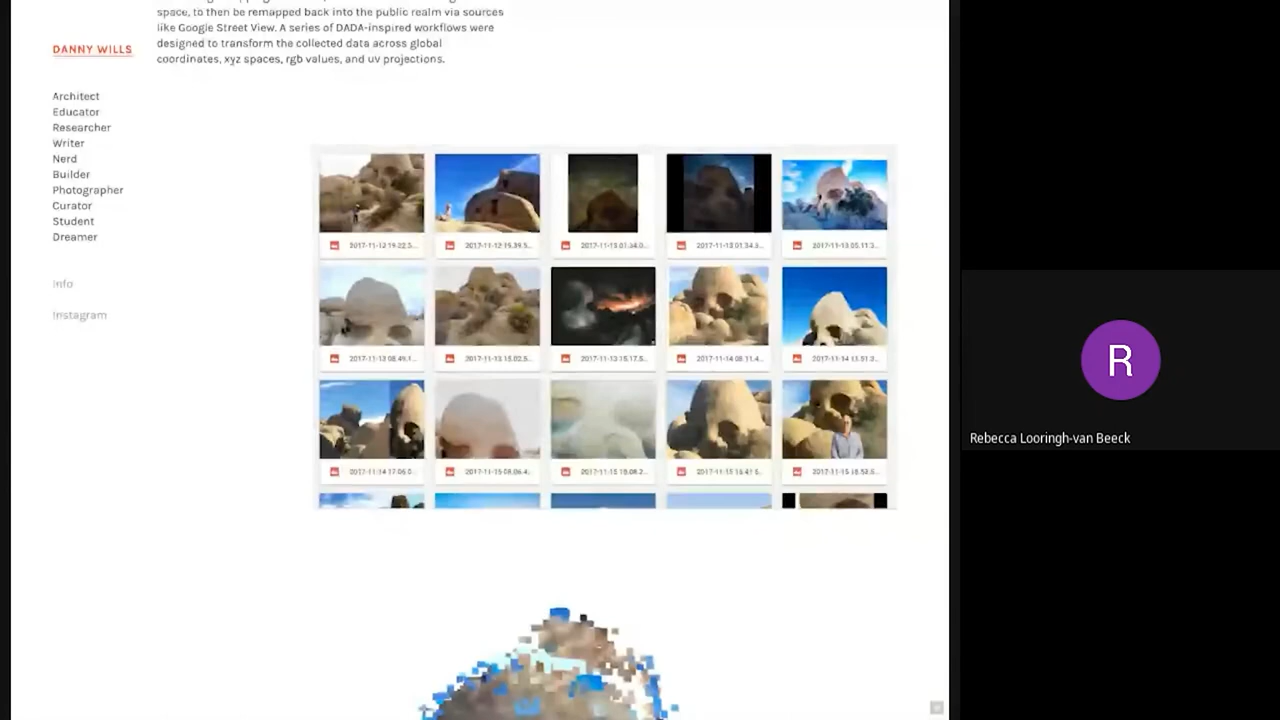 space, to then be remapped back into the public realm via sources
like Google Street View. A series of DADA-inspired workflows were
designed to transform the collected data across global
coordinates, xyz spaces, rgb values, and uv projections.
DANNY WILLS
Architect
Educator
Researcher
Writer
Nerd
Builder
Photographer
Curator
Student
Dreamer
Info
Instagram
R
Rebecca Looringh-van Beeck